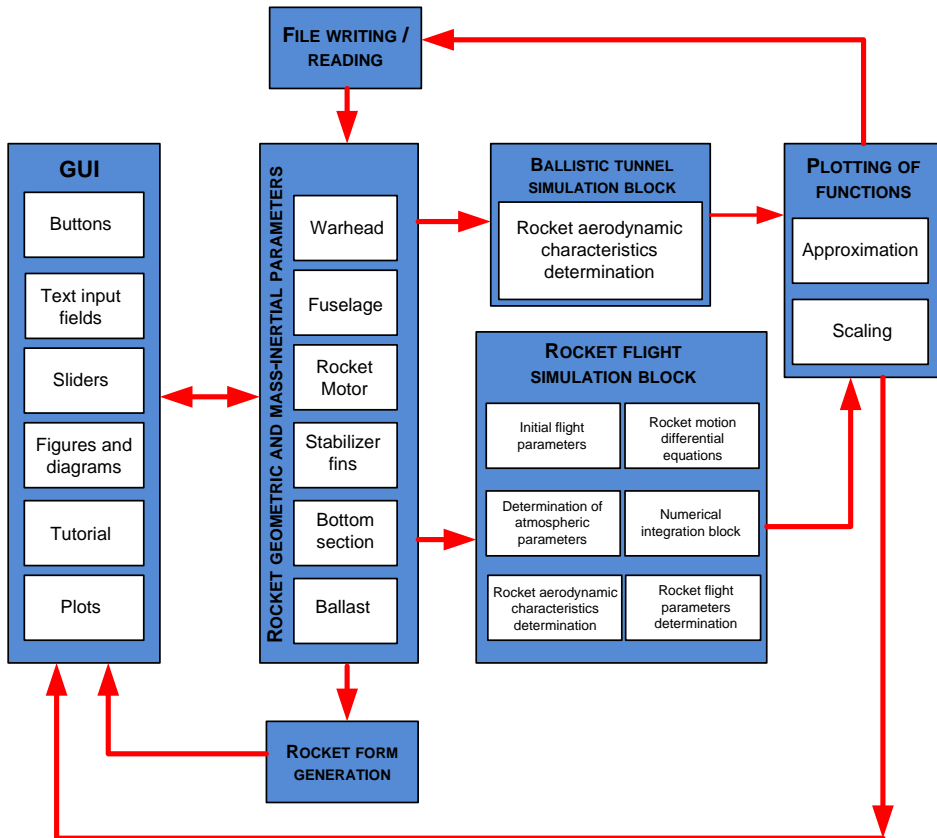 FILE WRITING /
READING
GUI
Buttons
Text input
fields
Sliders
Figures and
diagrams
Tutorial
Plots
ROCKET GEOMETRIC AND MASS-INERTIAL PARAMETERS
Warhead
Fuselage
Rocket
Motor
Stabilizer
fins
Bottom
section
Ballast
BALLISTIC TUNNEL
SIMULATION BLOCK
Rocket aerodynamic
characteristics
determination
ROCKET FLIGHT
SIMULATION BLOCK
Initial flight
parameters
Rocket motion
differential
equations
Determination of
atmospheric
parameters
Numerical
integration block
Rocket aerodynamic
characteristics
determination
Rocket flight
parameters
determination
PLOTTING OF
FUNCTIONS
Approximation
Scaling
ROCKET FORM
GENERATION